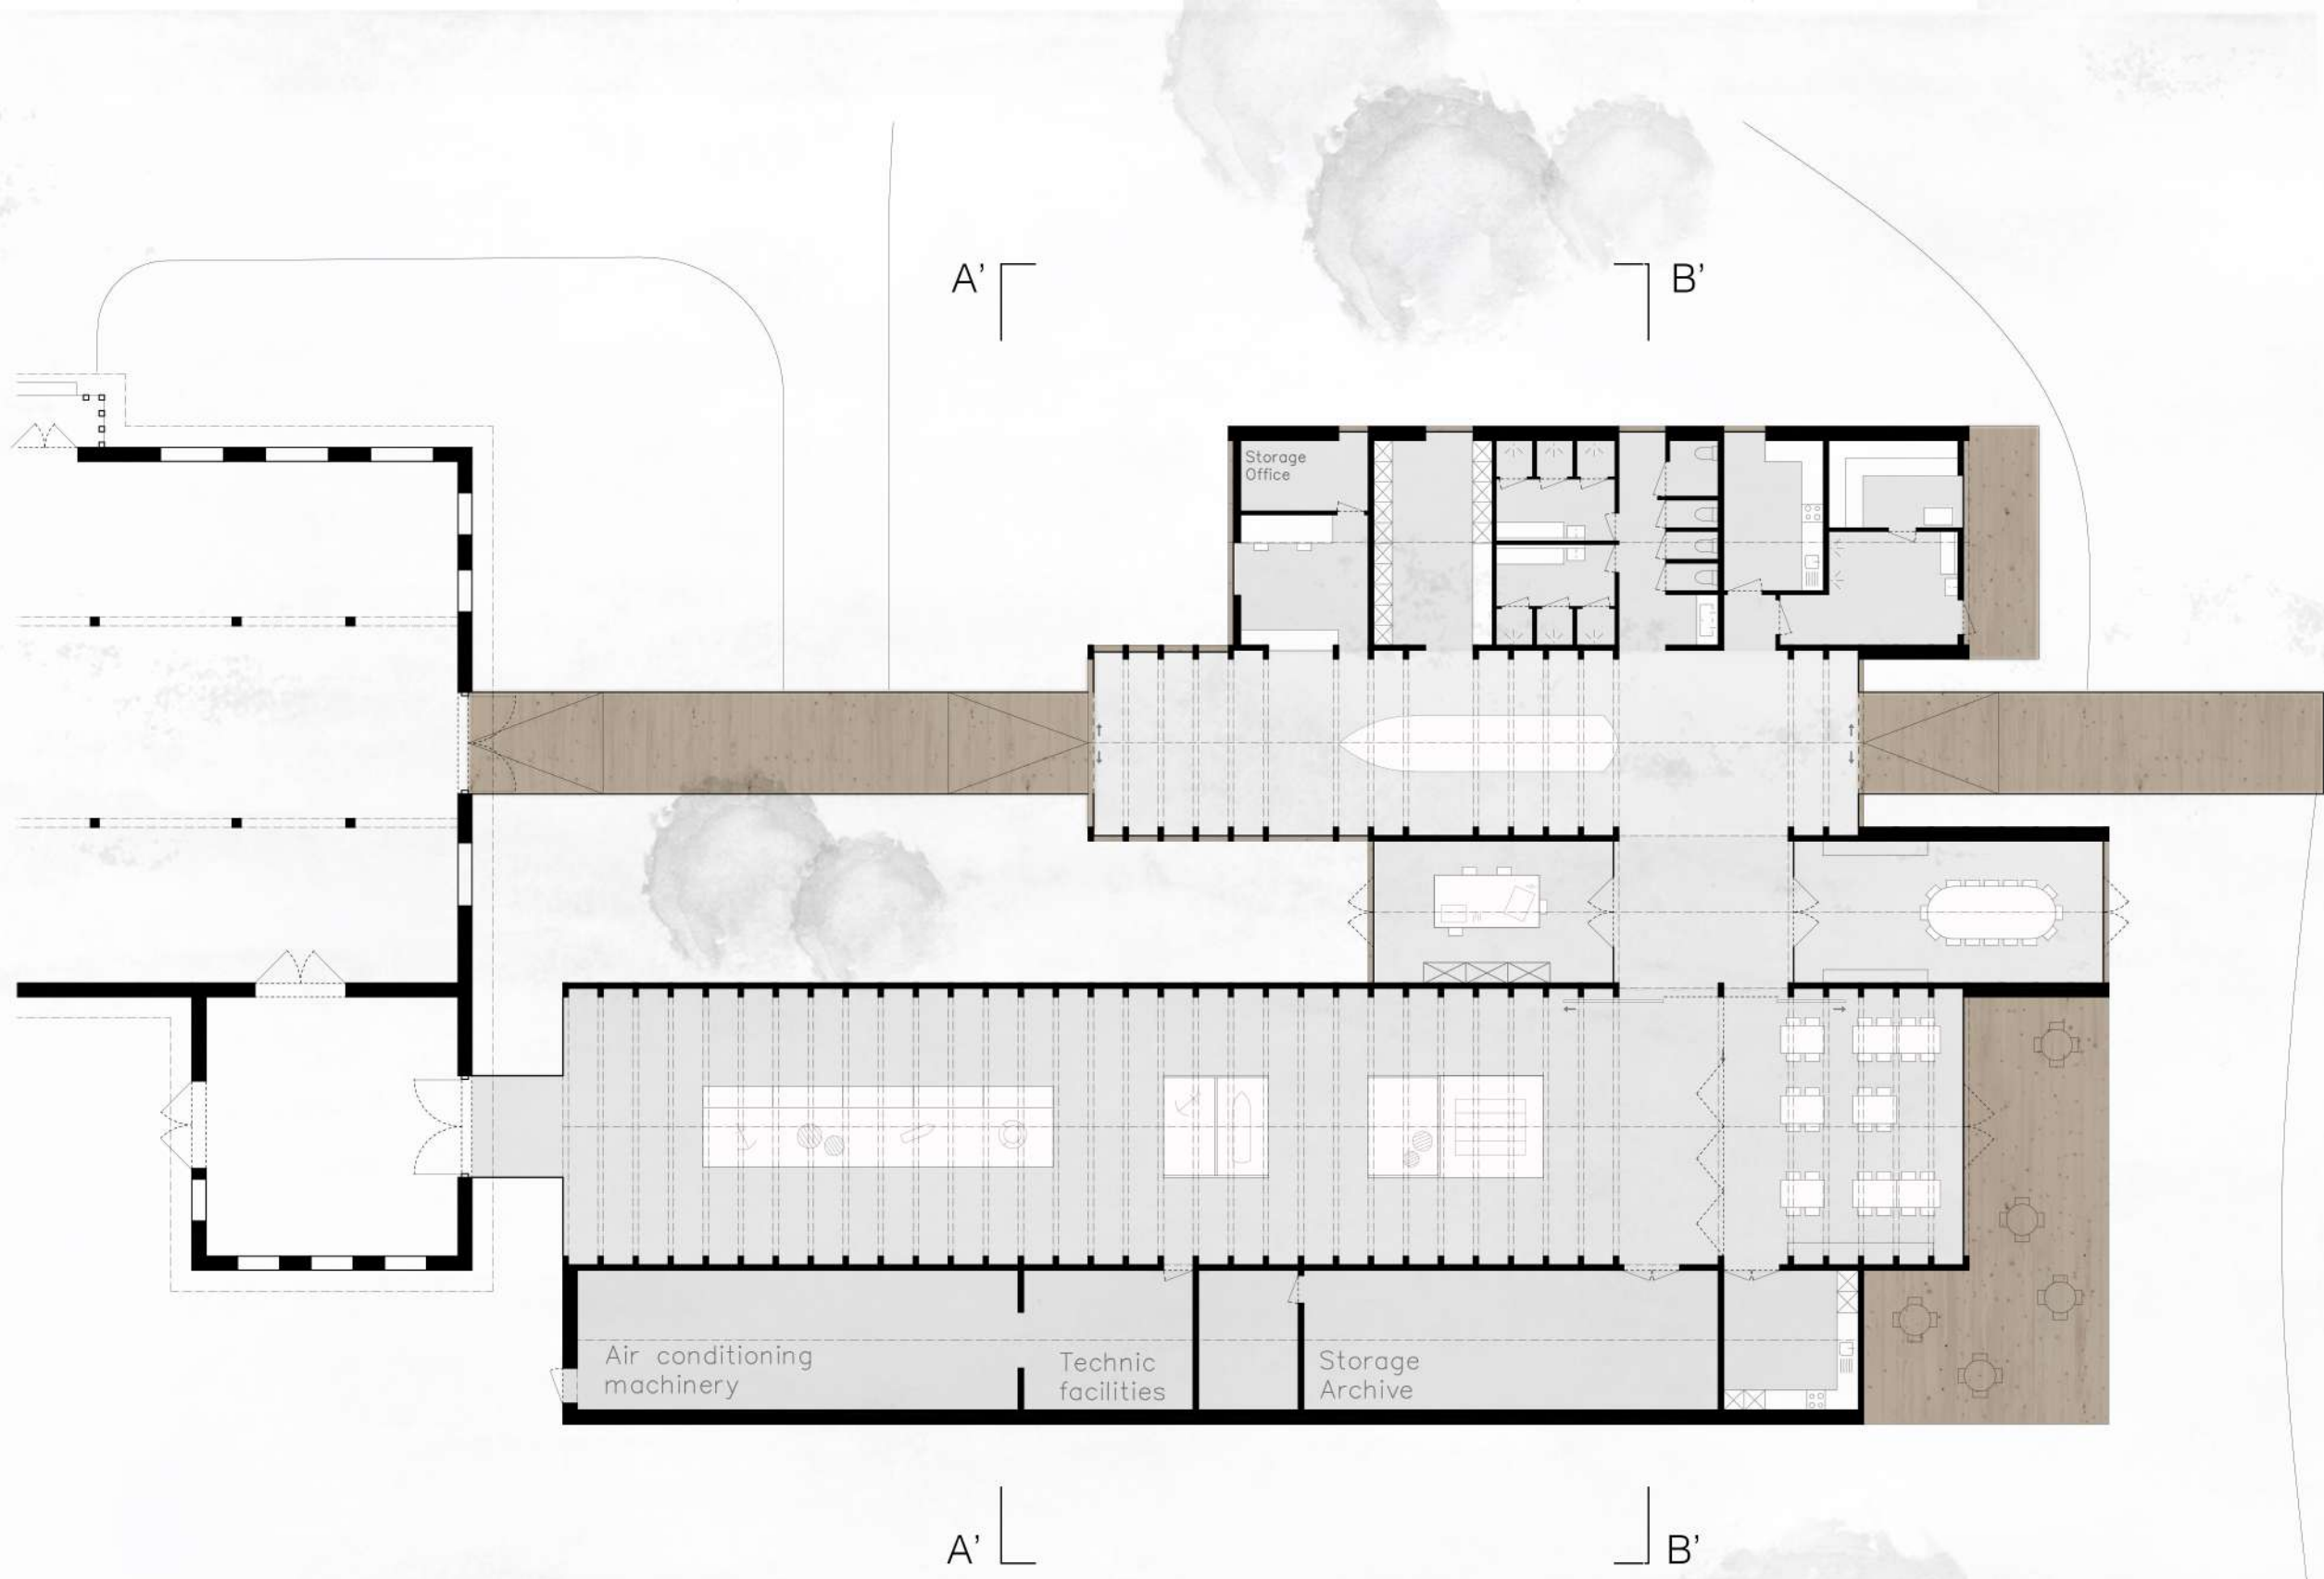 A’
B’
Storage
Office
Air conditioning
machinery
Technic
facilities
Storage
Archive
A’
B’